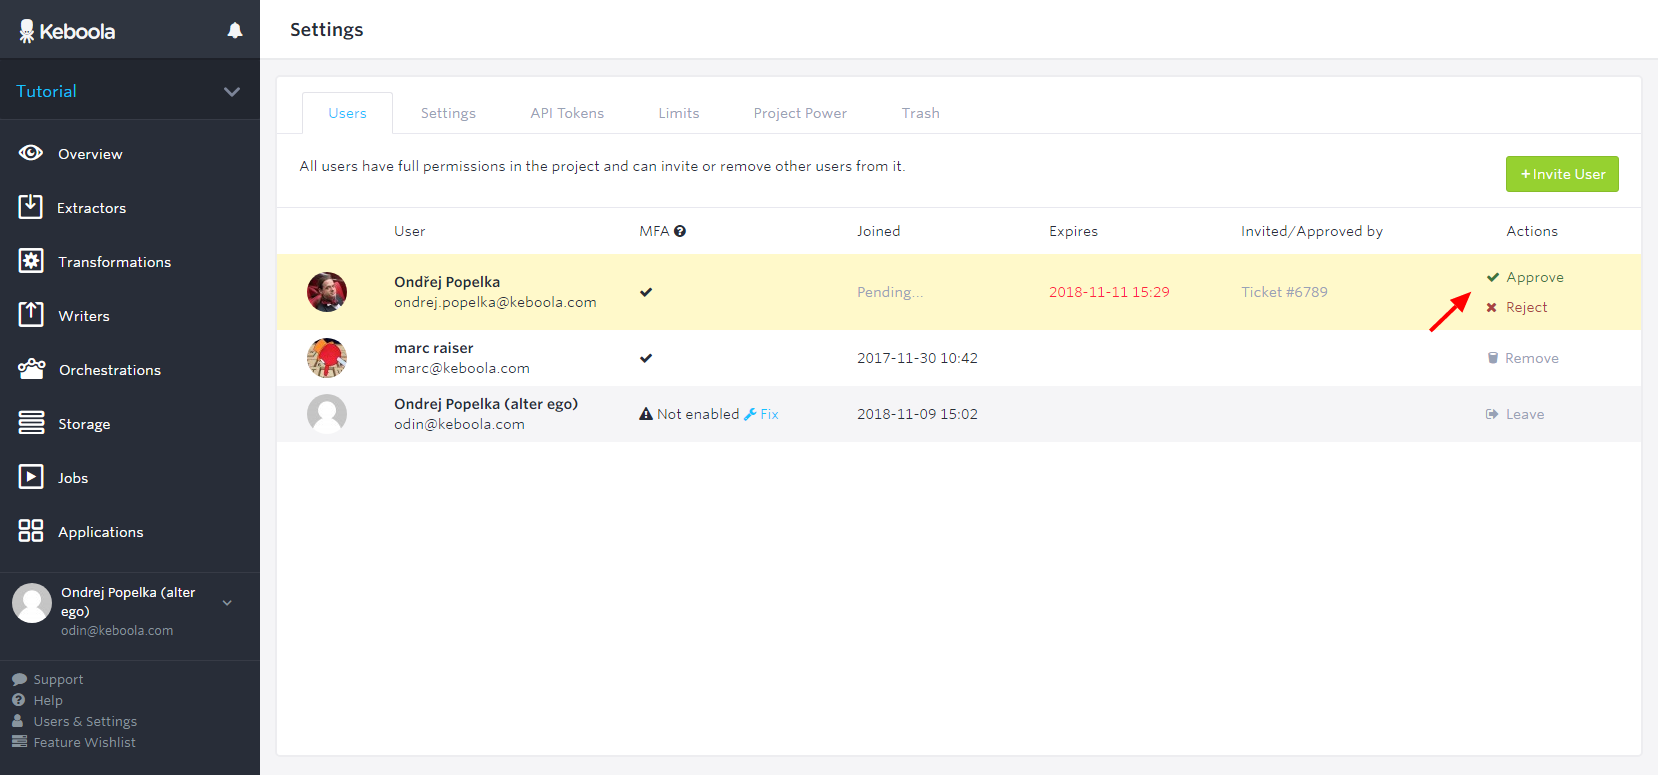 Keboola
Settings
Tutorial
Overview
Extractors
Transformations
Writers
Orchestrations
Storage
Jobs
Applications
Ondrej Popelka (alter
ego)
odin@keboola.com
Support
Help
Users & Settings
Feature Wishlist
Users Settings API Tokens Limits Project Power Trash
All users have full permissions in the project and can invite or remove other users from it.
+Invite User
User MFA Joined Expires Invited/Approved by Actions
Ondřej Popelka
ondrej.popelka@keboola.com
Pending... 2018-11-11 15:29 Ticket #6789
Approve
Reject
marc raiser
marc@keboola.com
2017-11-30 10:42 Remove
Ondrej Popelka (alter ego)
odin@keboola.com
Not enabled Fix 2018-11-09 15:02 Leave